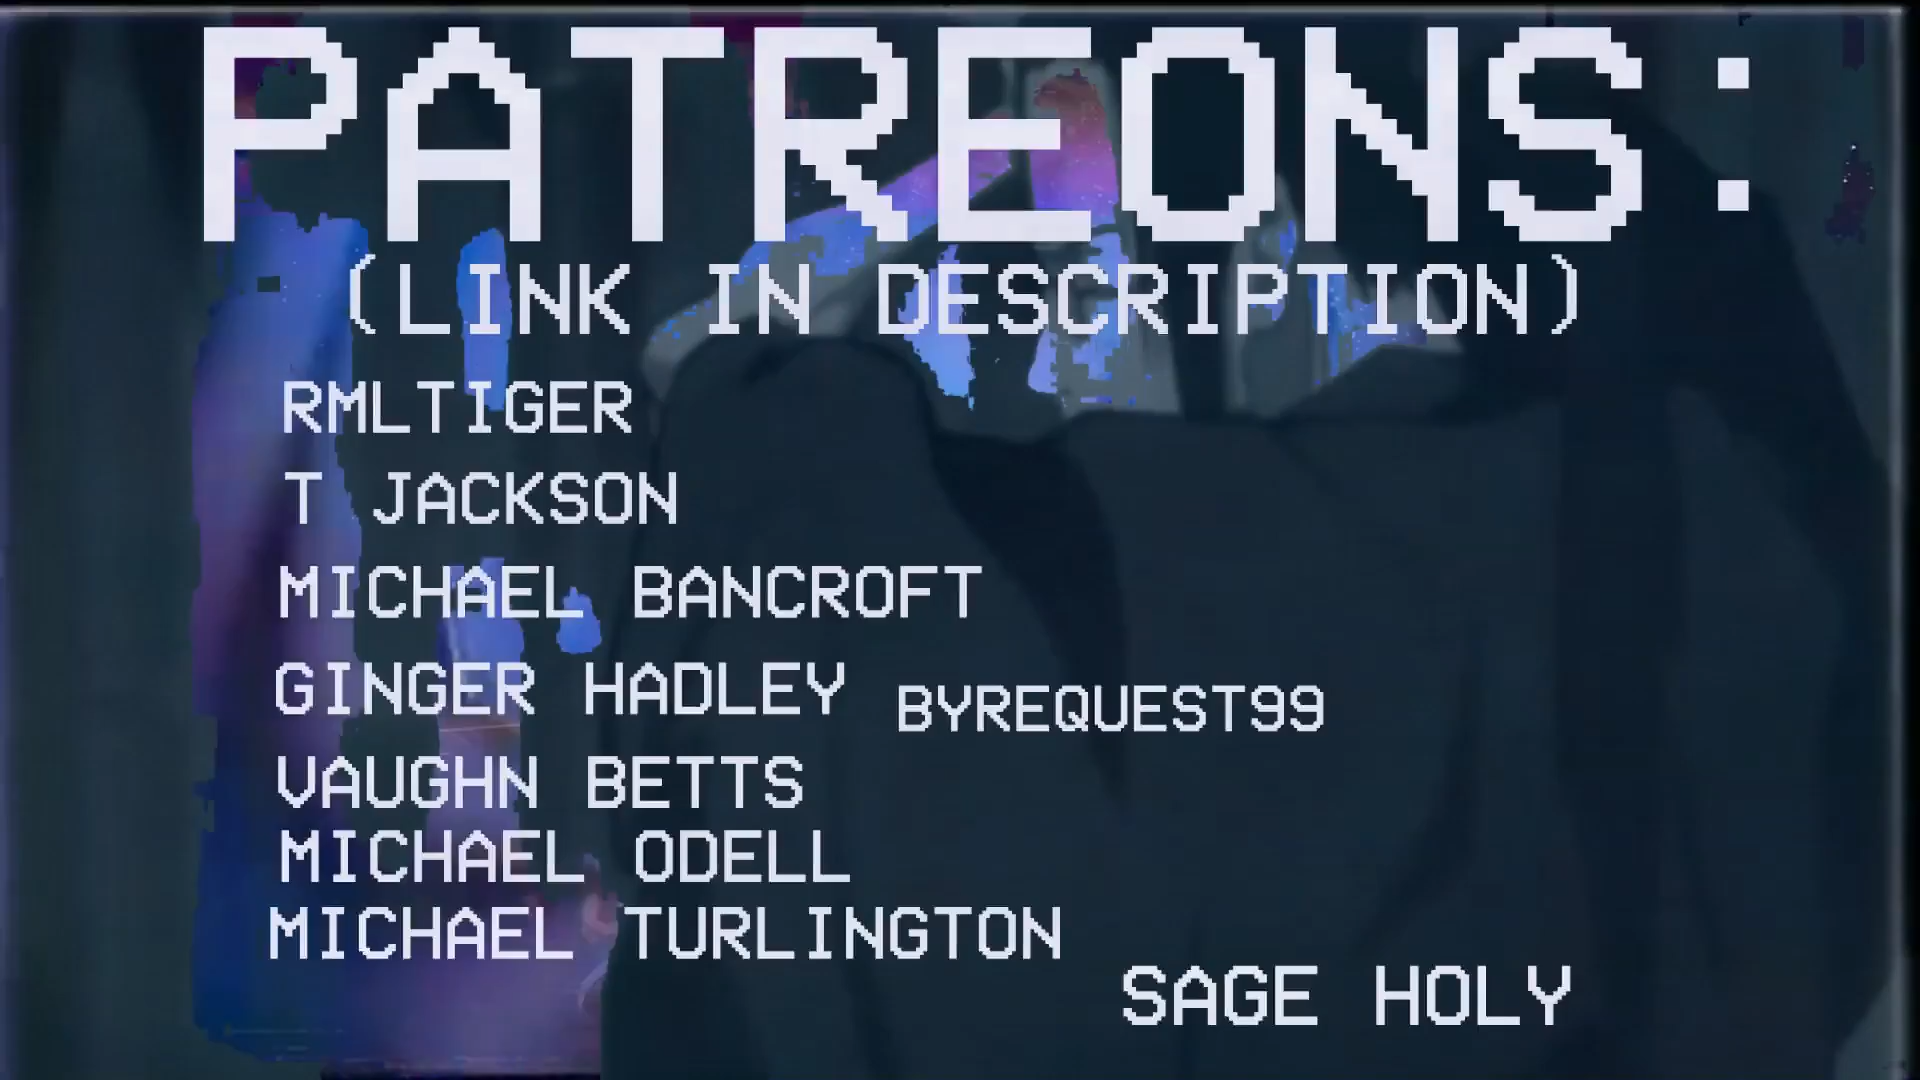 PATREONS:
(LINK IN DESCRIPTION)
RMLTIGER
T JACKSON
MICHAEL BANCROFT
GINGER HADLEY
BYREQUEST99
VAUGHN BETTS
MICHAEL ODELL
MICHAEL TURLINGTON
SAGE HOLY